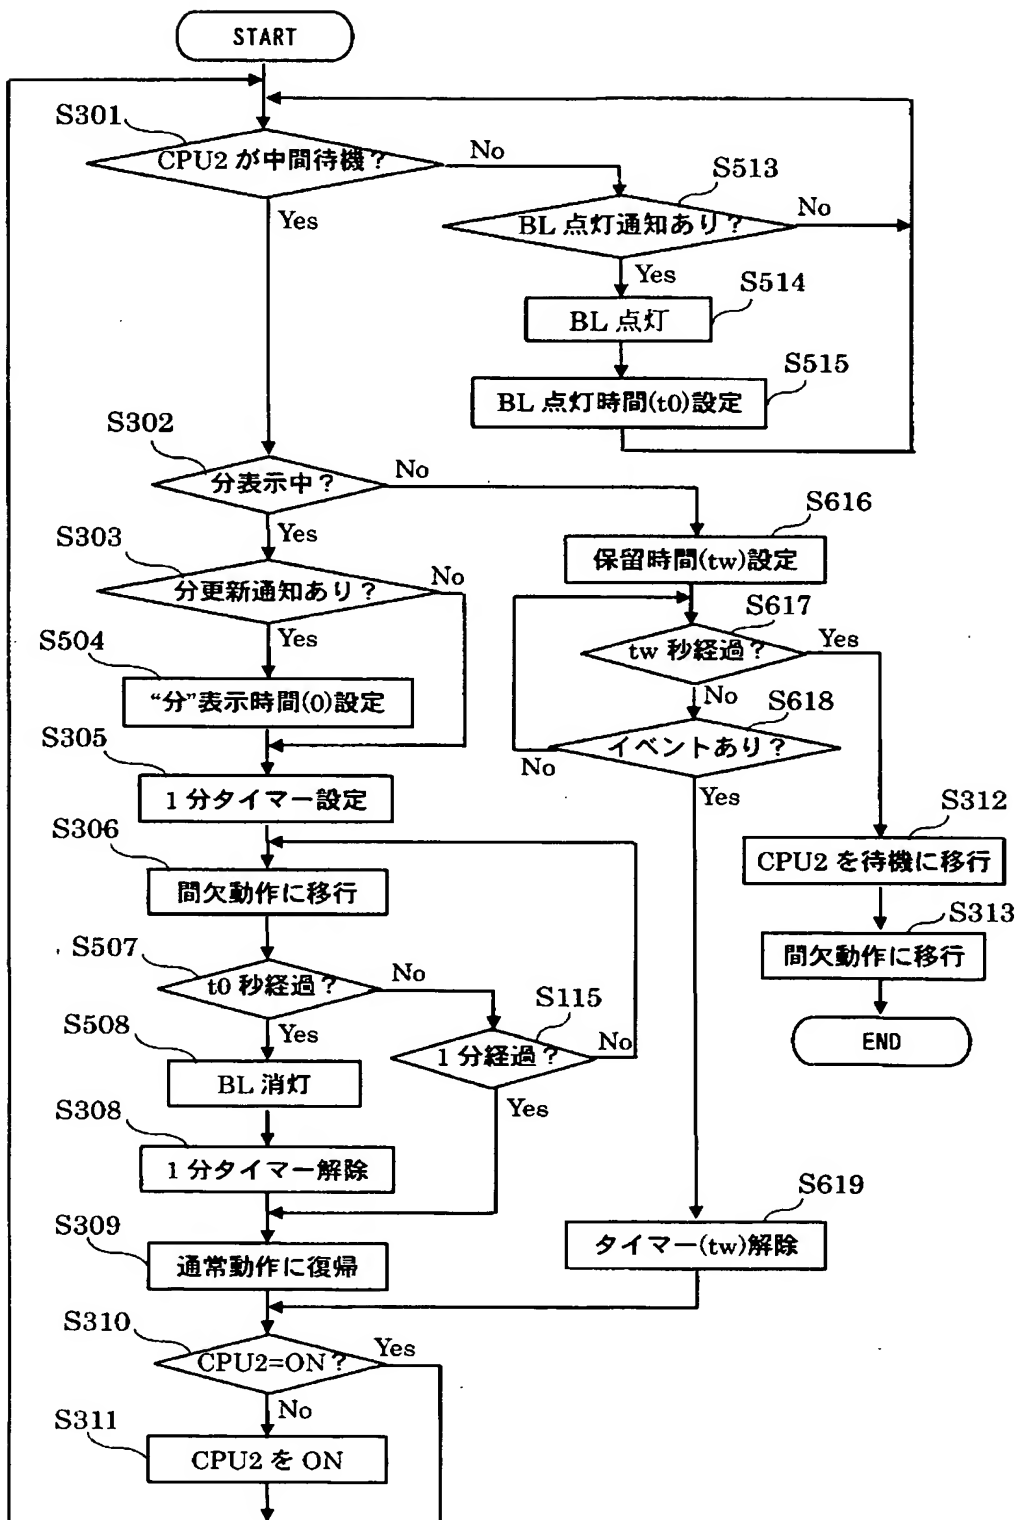 START
S301
CPU2 が中間待機？
No
Yes
S513
BL 点灯通知あり？
No
Yes
S514
BL 点灯
S515
BL 点灯時間(t0)設定
S302
分表示中？
No
Yes
S616
保留時間(tw)設定
S303
分更新通知あり？
No
Yes
S617
tw 秒経過？
Yes
No
S504
“分”表示時間(0)設定
S618
イベントあり？
No
Yes
S305
1 分タイマー設定
S312
CPU2 を待機に移行
S306
間欠動作に移行
S313
間欠動作に移行
S507
t0 秒経過？
No
Yes
S115
1 分経過？
No
Yes
END
S508
BL 消灯
S308
1 分タイマー解除
S619
タイマー(tw)解除
S309
通常動作に復帰
S310
CPU2=ON？
Yes
No
S311
CPU2 を ON